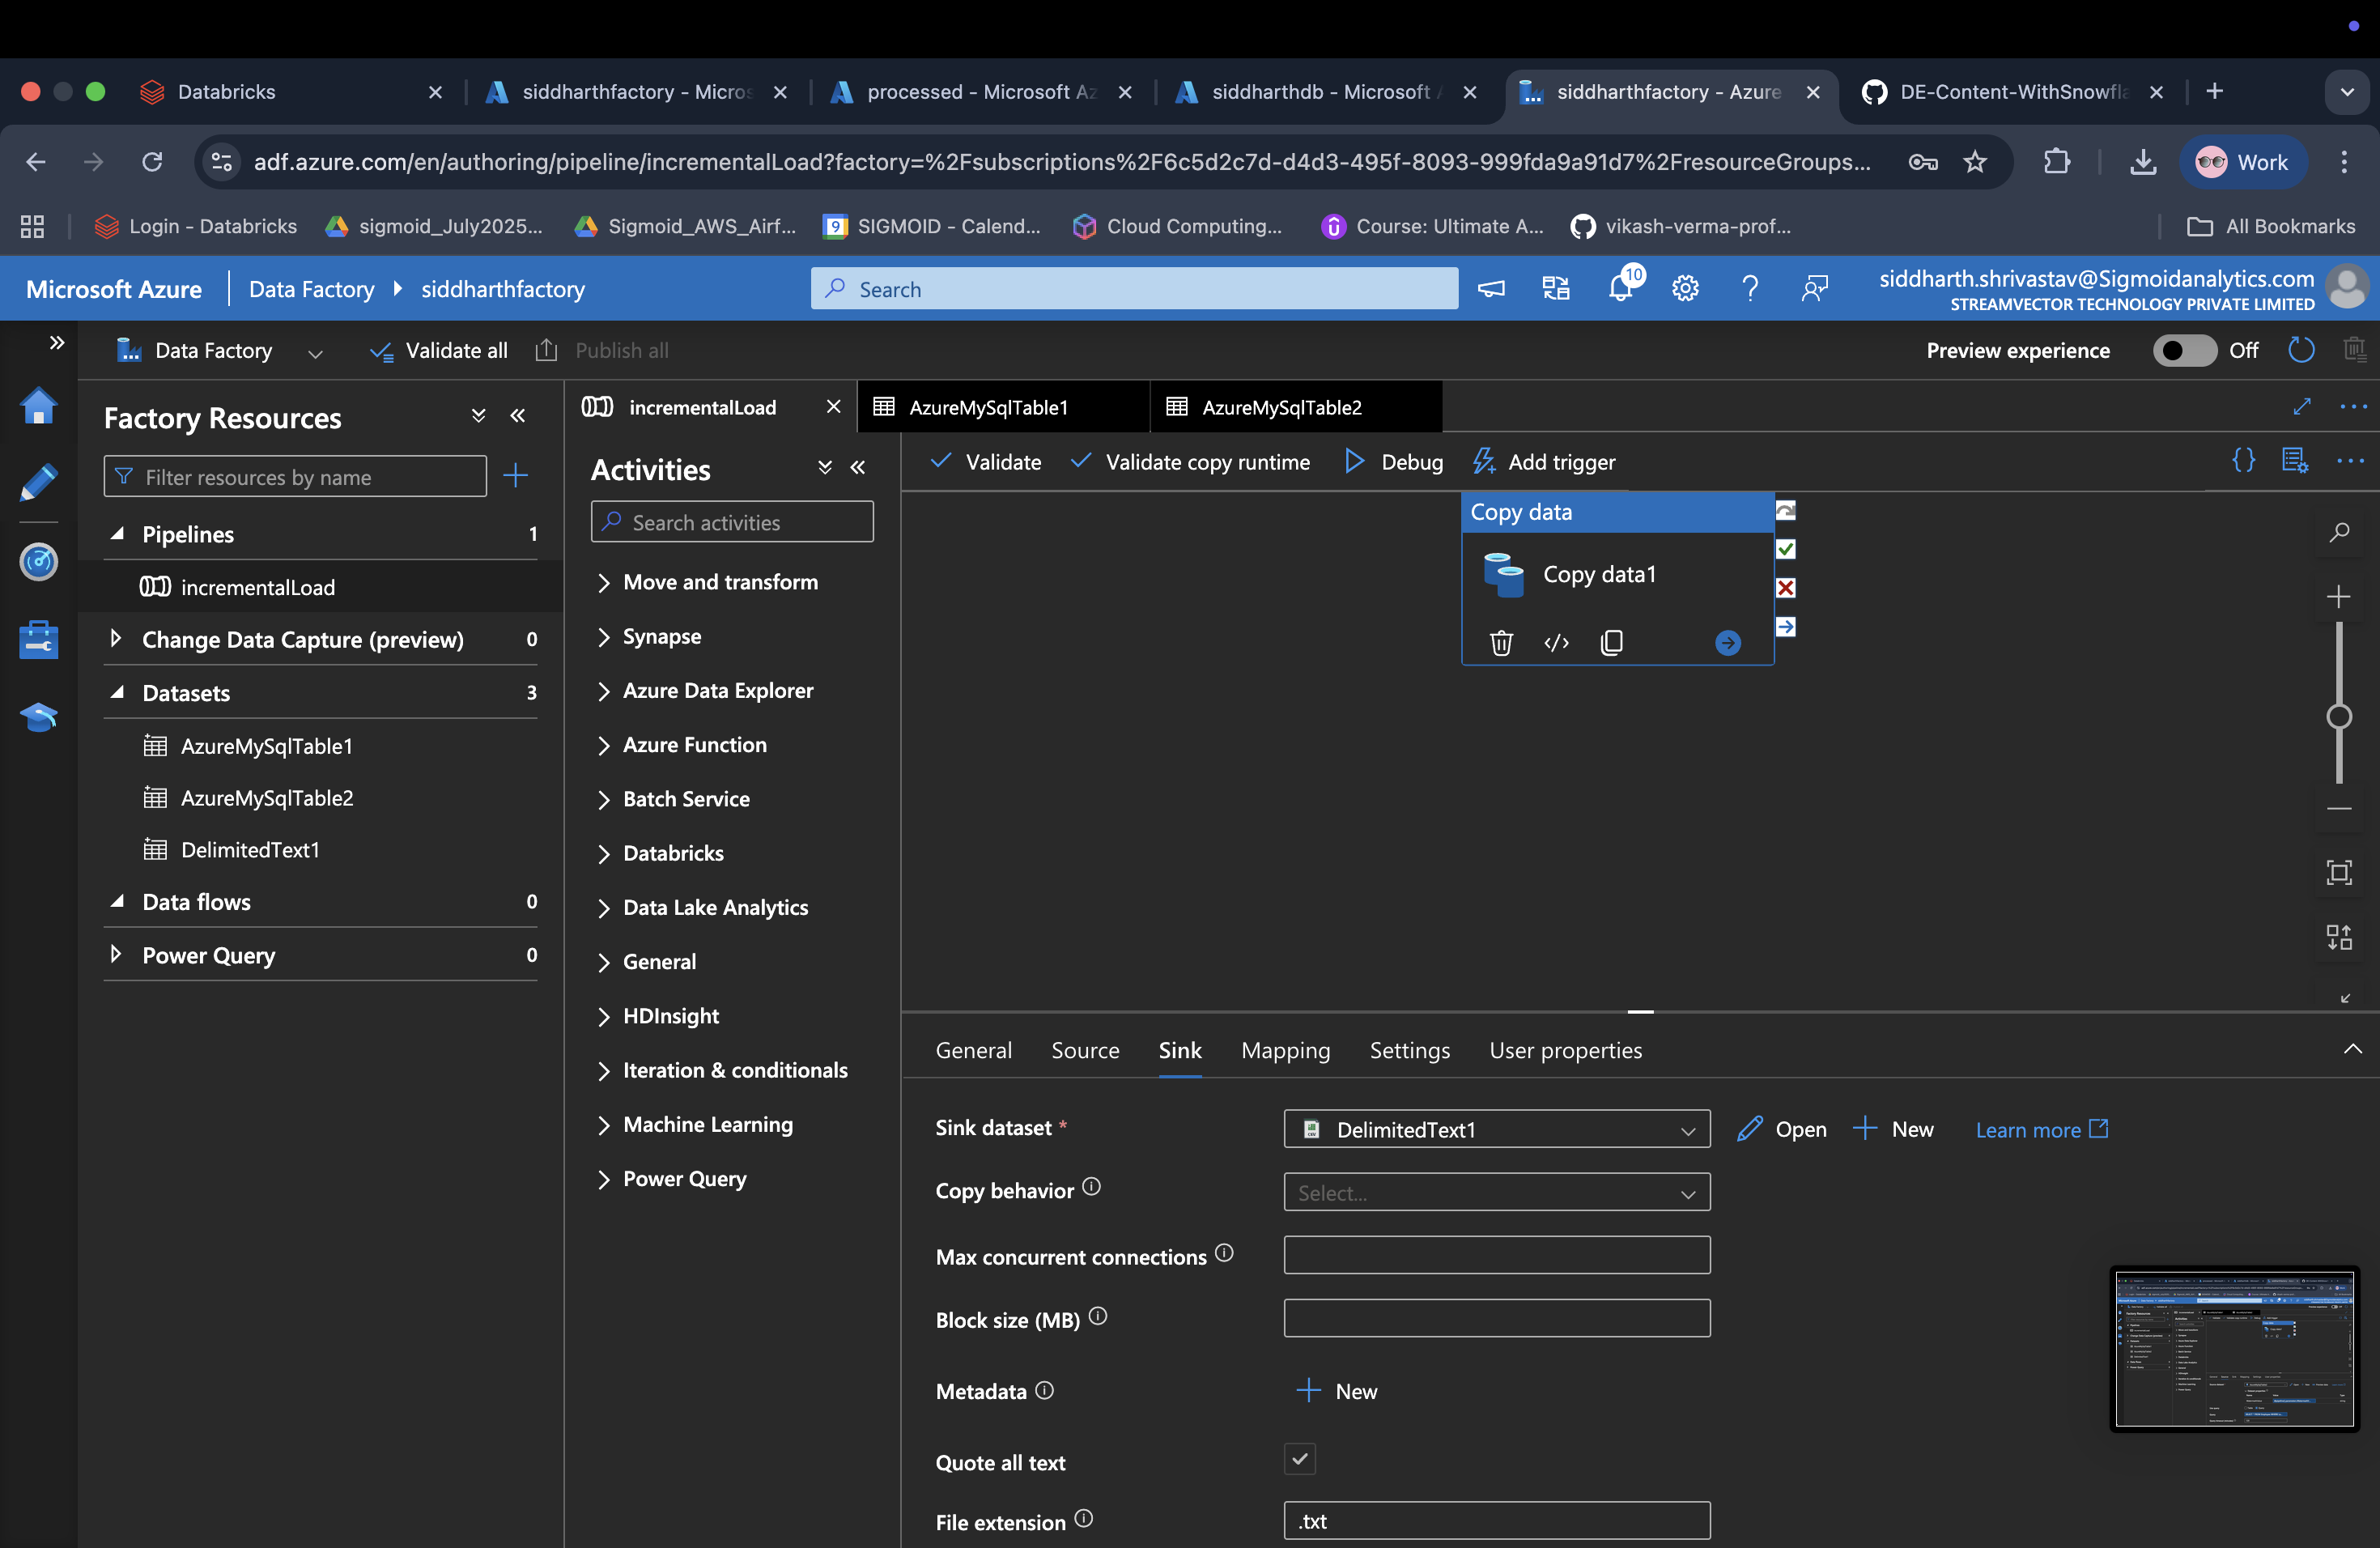 Databricks
siddharthfactory - Micros
processed - Microsoft Az
siddharthdb - Microsoft A
siddharthfactory - Azure
DE-Content-WithSnowfla
adf.azure.com/en/authoring/pipeline/incrementalLoad?factory=%2Fsubscriptions%2F6c5d2c7d-d4d3-495f-8093-999fda9a91d7%2FresourceGroups...
Work
Login - Databricks
sigmoid_July2025...
Sigmoid_AWS_Airf...
9
SIGMOID - Calend...
Cloud Computing...
Course: Ultimate A...
vikash-verma-prof...
All Bookmarks
Microsoft Azure
Data Factory
siddharthfactory
Search
10
siddharth.shrivastav@Sigmoidanalytics.com
STREAMVECTOR TECHNOLOGY PRIVATE LIMITED
Data Factory
Validate all
Publish all
Preview experience
Off
Factory Resources
Filter resources by name
Pipelines 1
incrementalLoad
Change Data Capture (preview) 0
Datasets 3
AzureMySqlTable1
AzureMySqlTable2
DelimitedText1
Data flows 0
Power Query 0
incrementalLoad
AzureMySqlTable1
AzureMySqlTable2
Activities
Search activities
Move and transform
Synapse
Azure Data Explorer
Azure Function
Batch Service
Databricks
Data Lake Analytics
General
HDInsight
Iteration & conditionals
Machine Learning
Power Query
Validate
Validate copy runtime
Debug
Add trigger
Copy data
Copy data1
General
Source
Sink
Mapping
Settings
User properties
Sink dataset *
DelimitedText1
Open
New
Learn more
Copy behavior
Select...
Max concurrent connections
Block size (MB)
Metadata
New
Quote all text
File extension
.txt